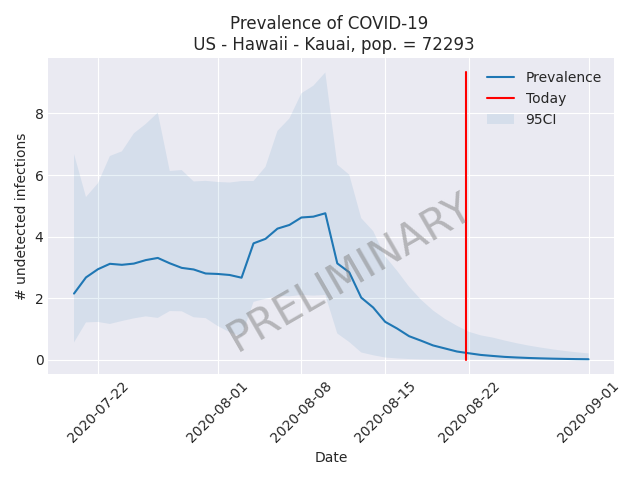 Prevalence of COVID-19
US - Hawaii - Kauai, pop. = 72293
Prevalence
Today
95CI
# undetected infections
8
6
4
2
0
PRELIMINARY
2020-07-22
2020-08-01
2020-08-08
2020-08-15
2020-08-22
2020-09-01
Date